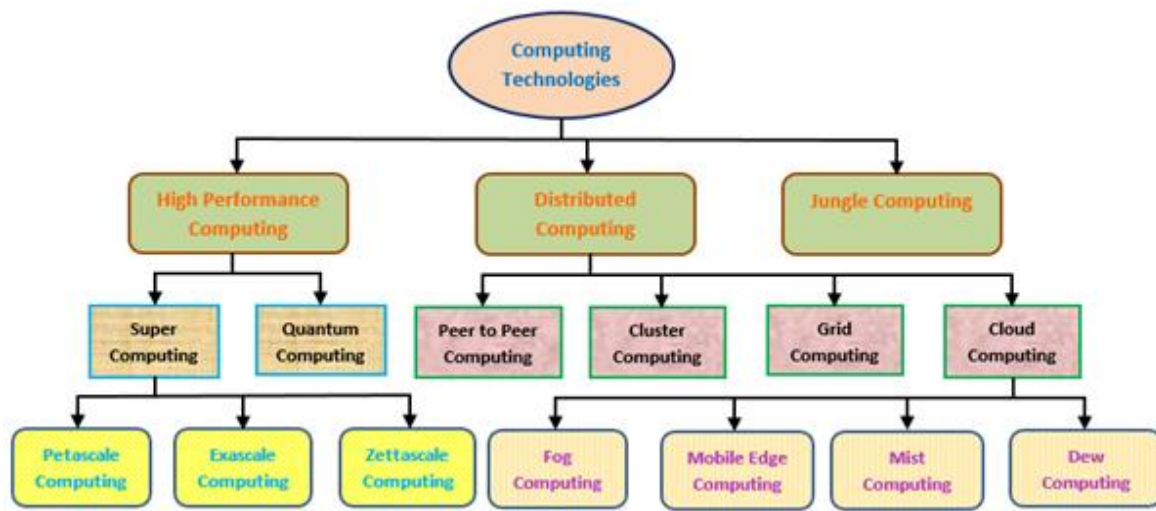 Computing
Technologies
High Performance
Computing
Distributed
Computing
Jungle Computing
Super
Computing
Quantum
Computing
Peer to Peer
Computing
Cluster
Computing
Grid
Computing
Cloud
Computing
Petascale
Computing
Exascale
Computing
Zettascale
Computing
Fog
Computing
Mobile Edge
Computing
Mist
Computing
Dew
Computing